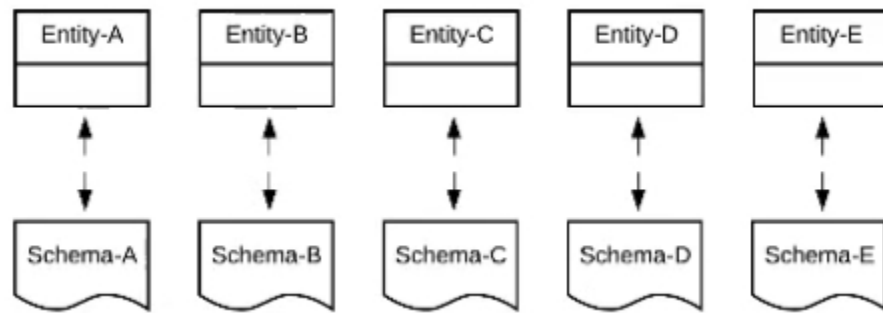 Entity-A
Entity-B
Entity-C
Entity-D
Entity-E
Schema-A
Schema-B
Schema-C
Schema-D
Schema-E